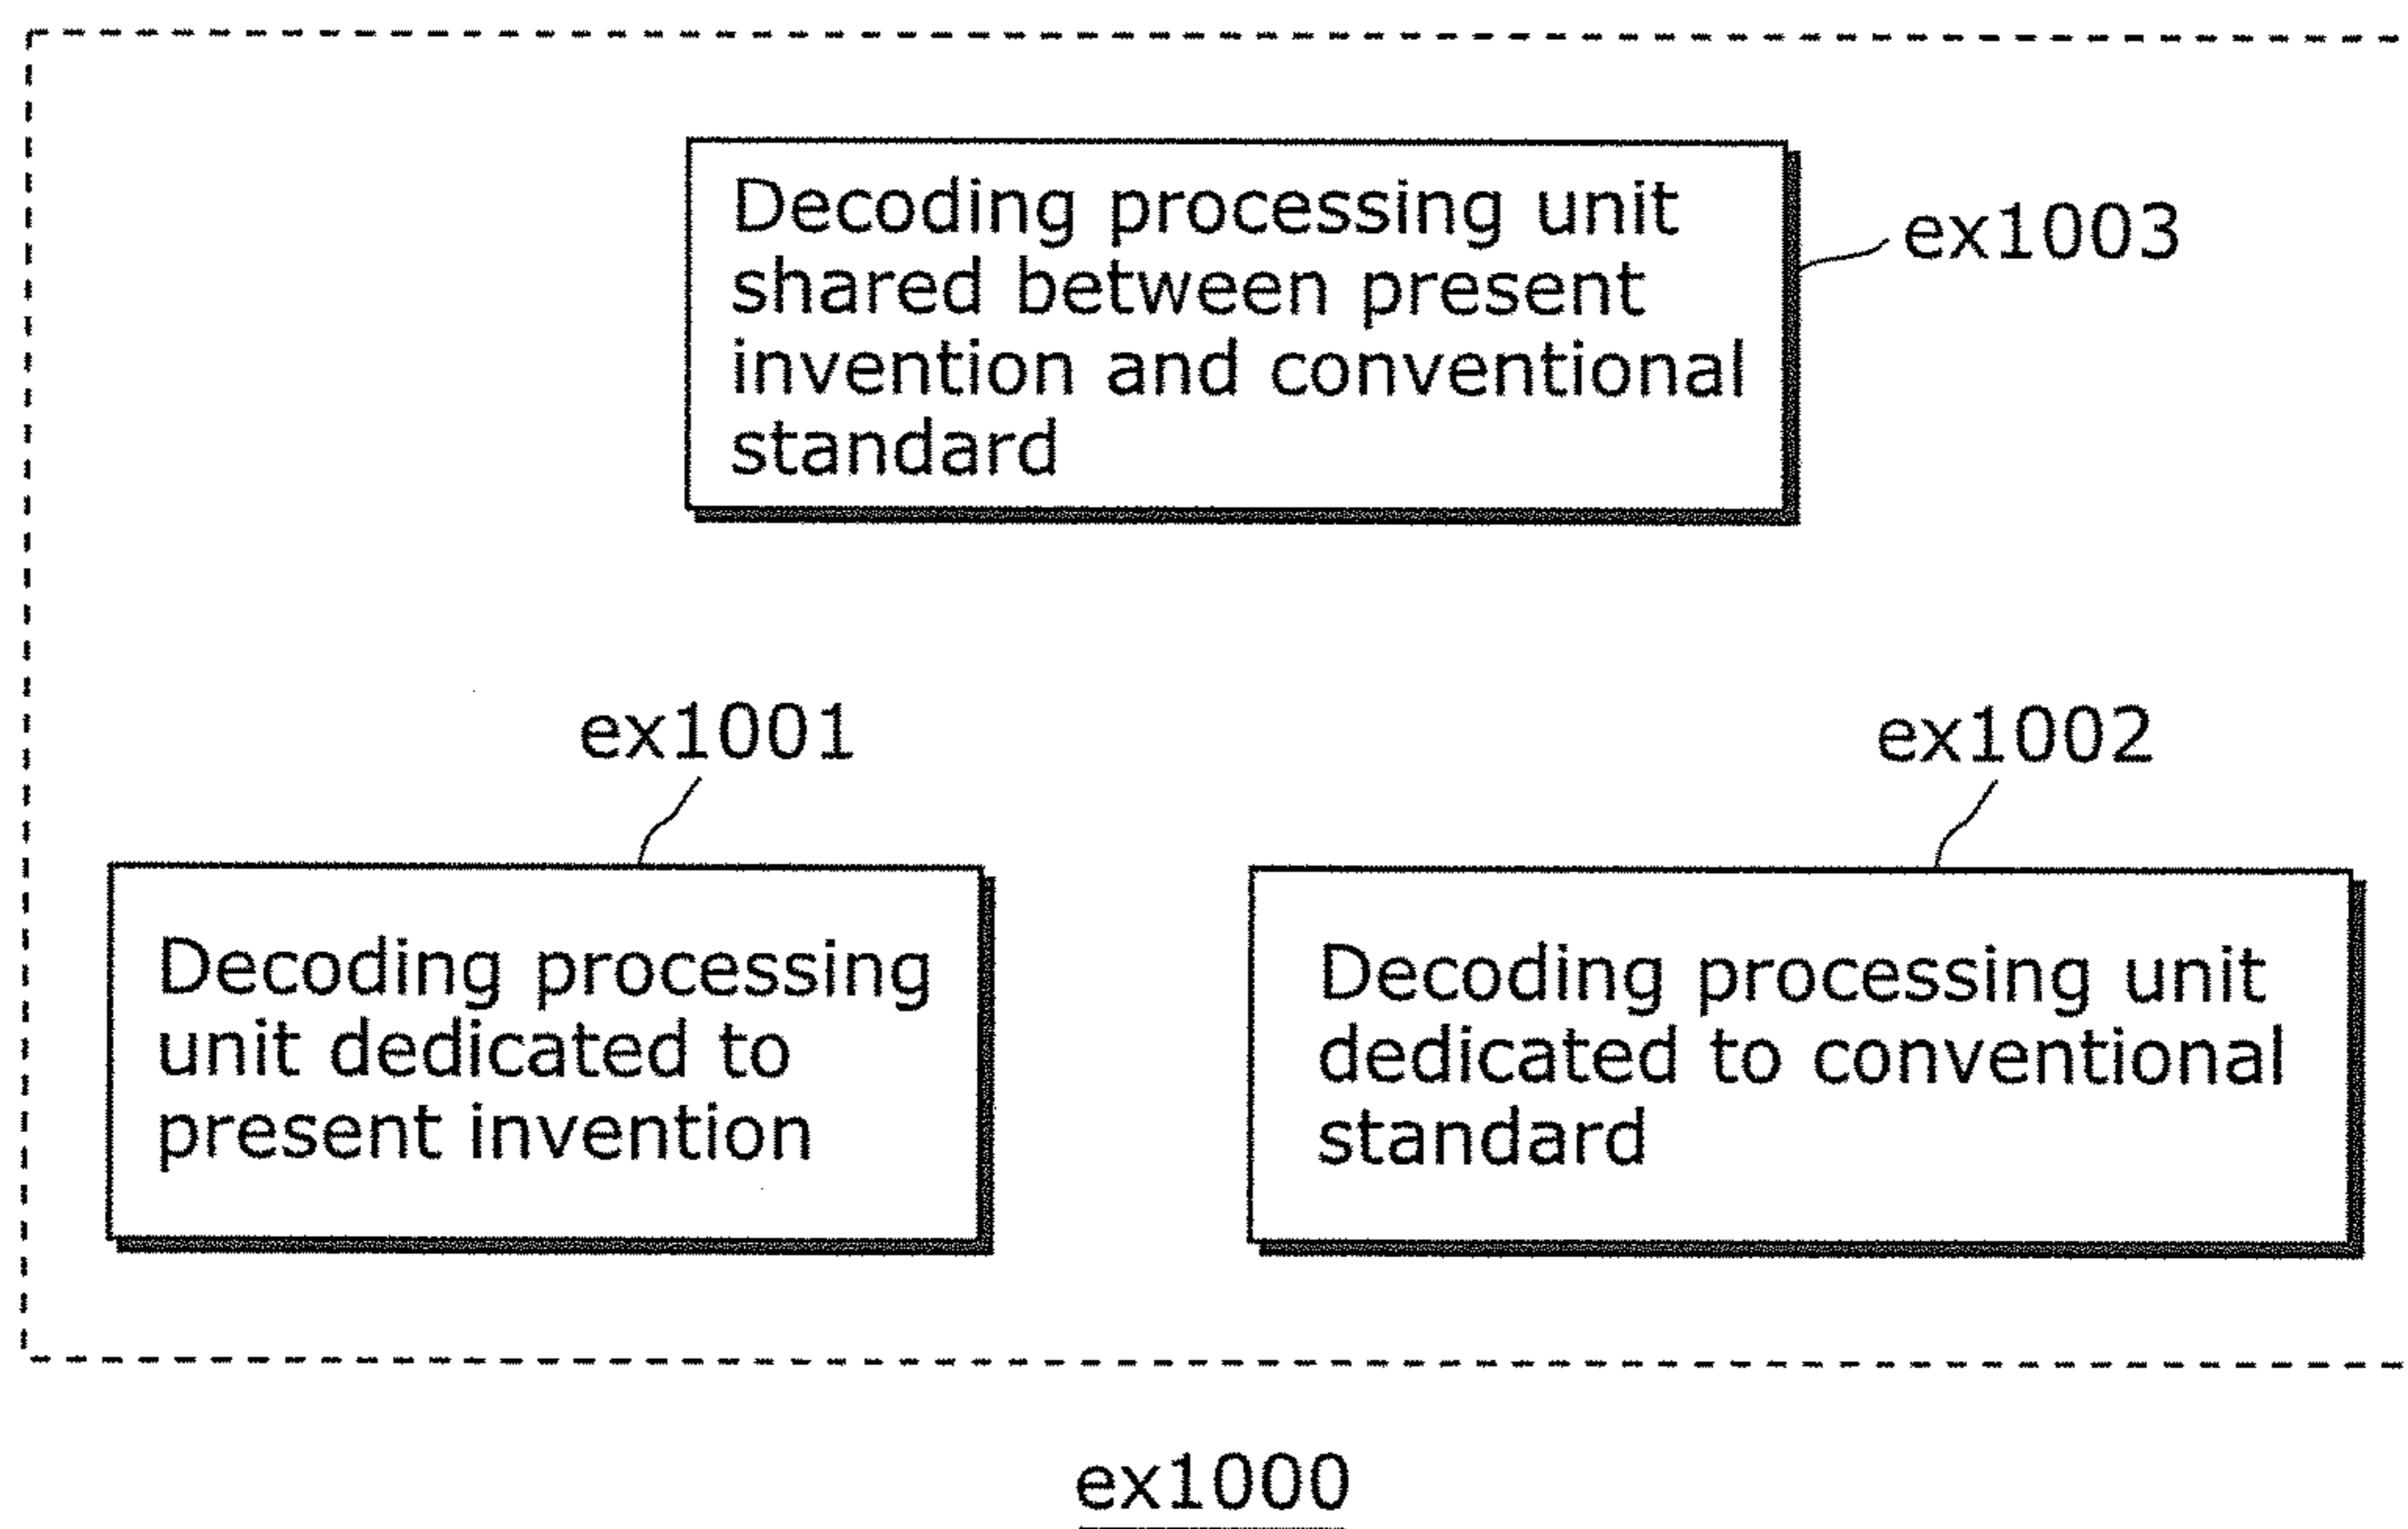 Decoding processing unit
shared between present
invention and conventional
standard
ex1003
ex1001
ex1002
Decoding processing
unit dedicated to
present invention
Decoding processing unit
dedicated to conventional
standard
ex1000